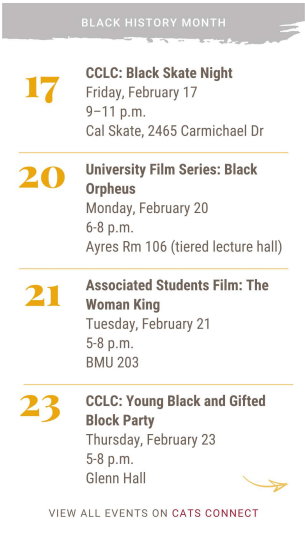 BLACK HISTORY MONTH
17
CCLC: Black Skate Night
Friday, February 17
9–11 p.m.
Cal Skate, 2465 Carmichael Dr
20
University Film Series: Black
Orpheus
Monday, February 20
6-8 p.m.
Ayres Rm 106 (tiered lecture hall)
21
Associated Students Film: The
Woman King
Tuesday, February 21
5-8 p.m.
BMU 203
23
CCLC: Young Black and Gifted
Block Party
Thursday, February 23
5-8 p.m.
Glenn Hall
VIEW ALL EVENTS ON CATS CONNECT